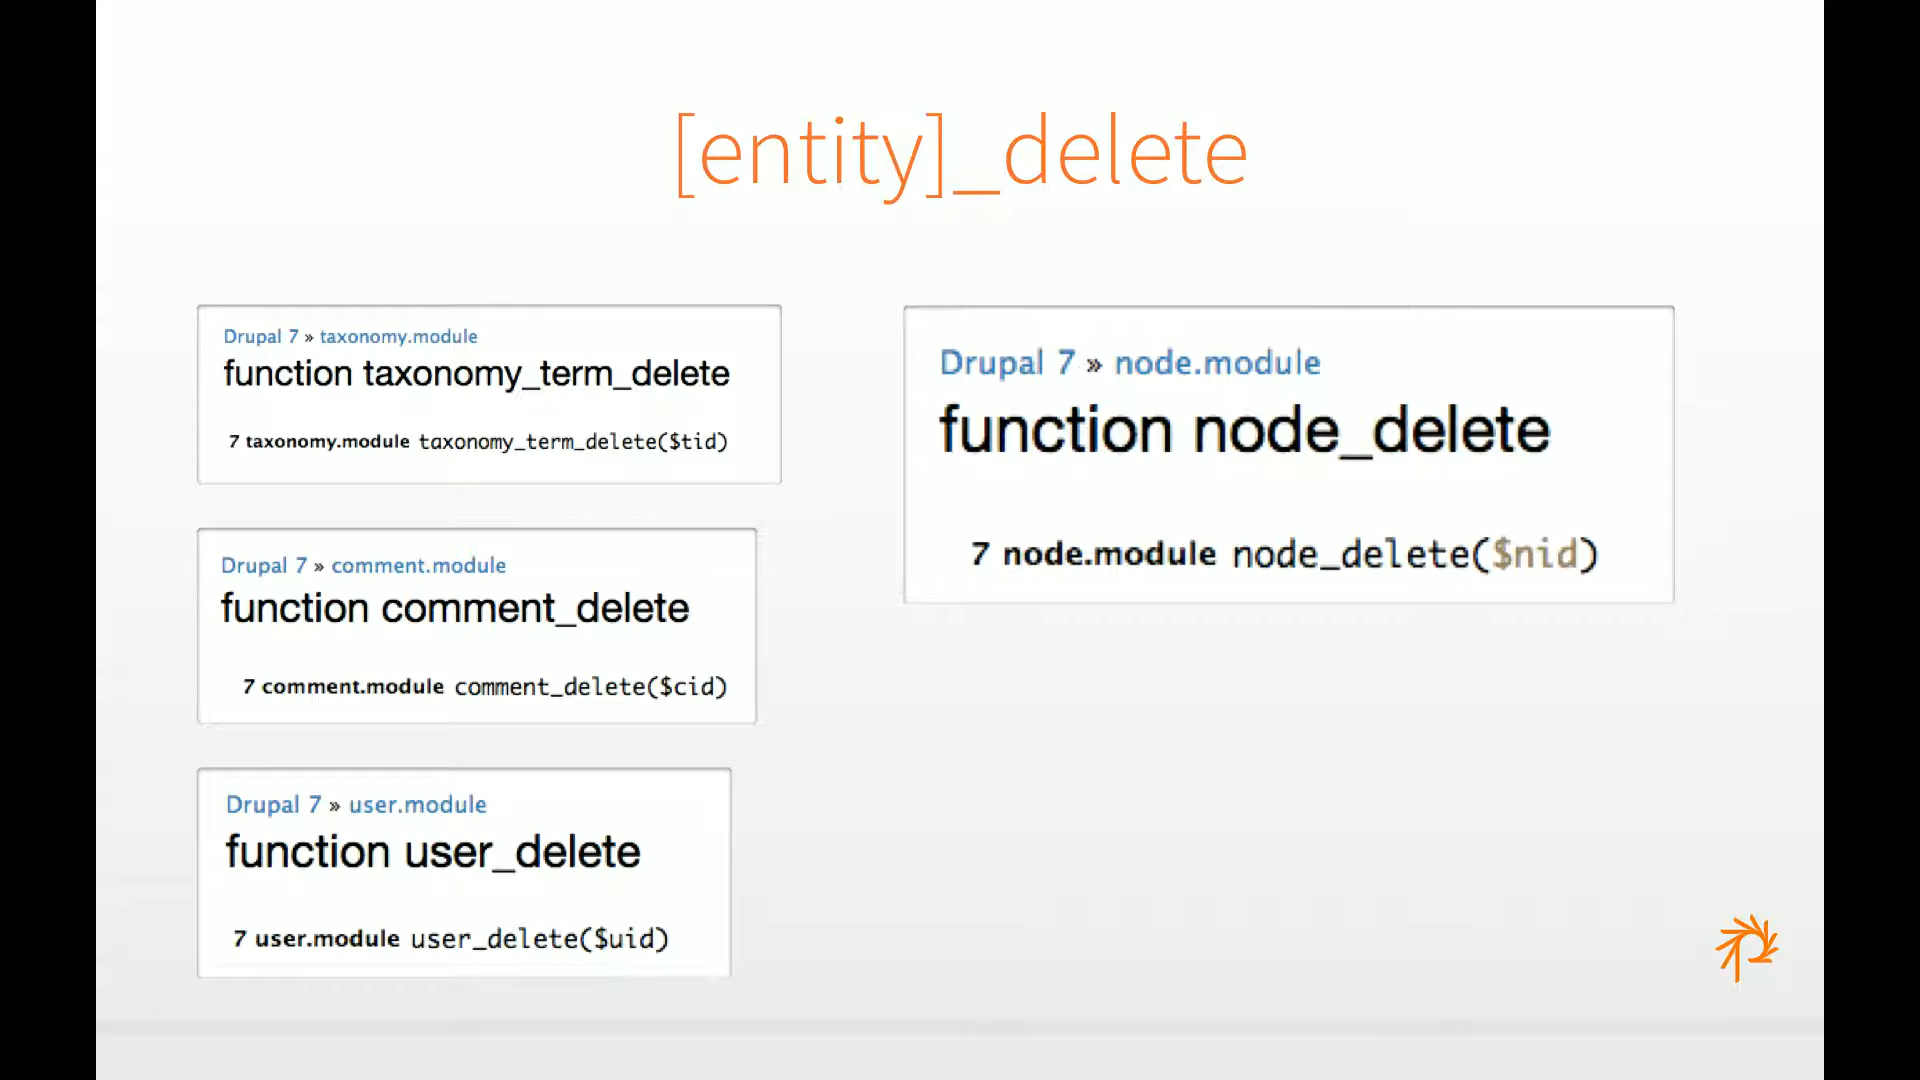 [entity]_delete
Drupal 7 » taxonomy.module
function taxonomy_term_delete
7 taxonomy.module taxonomy_term_delete($tid)
Drupal 7 » comment.module
function comment_delete
7 comment.module comment_delete($cid)
Drupal 7 » user.module
function user_delete
7 user.module user_delete($uid)
Drupal 7 » node.module
function node_delete
7 node.module node_delete($nid)